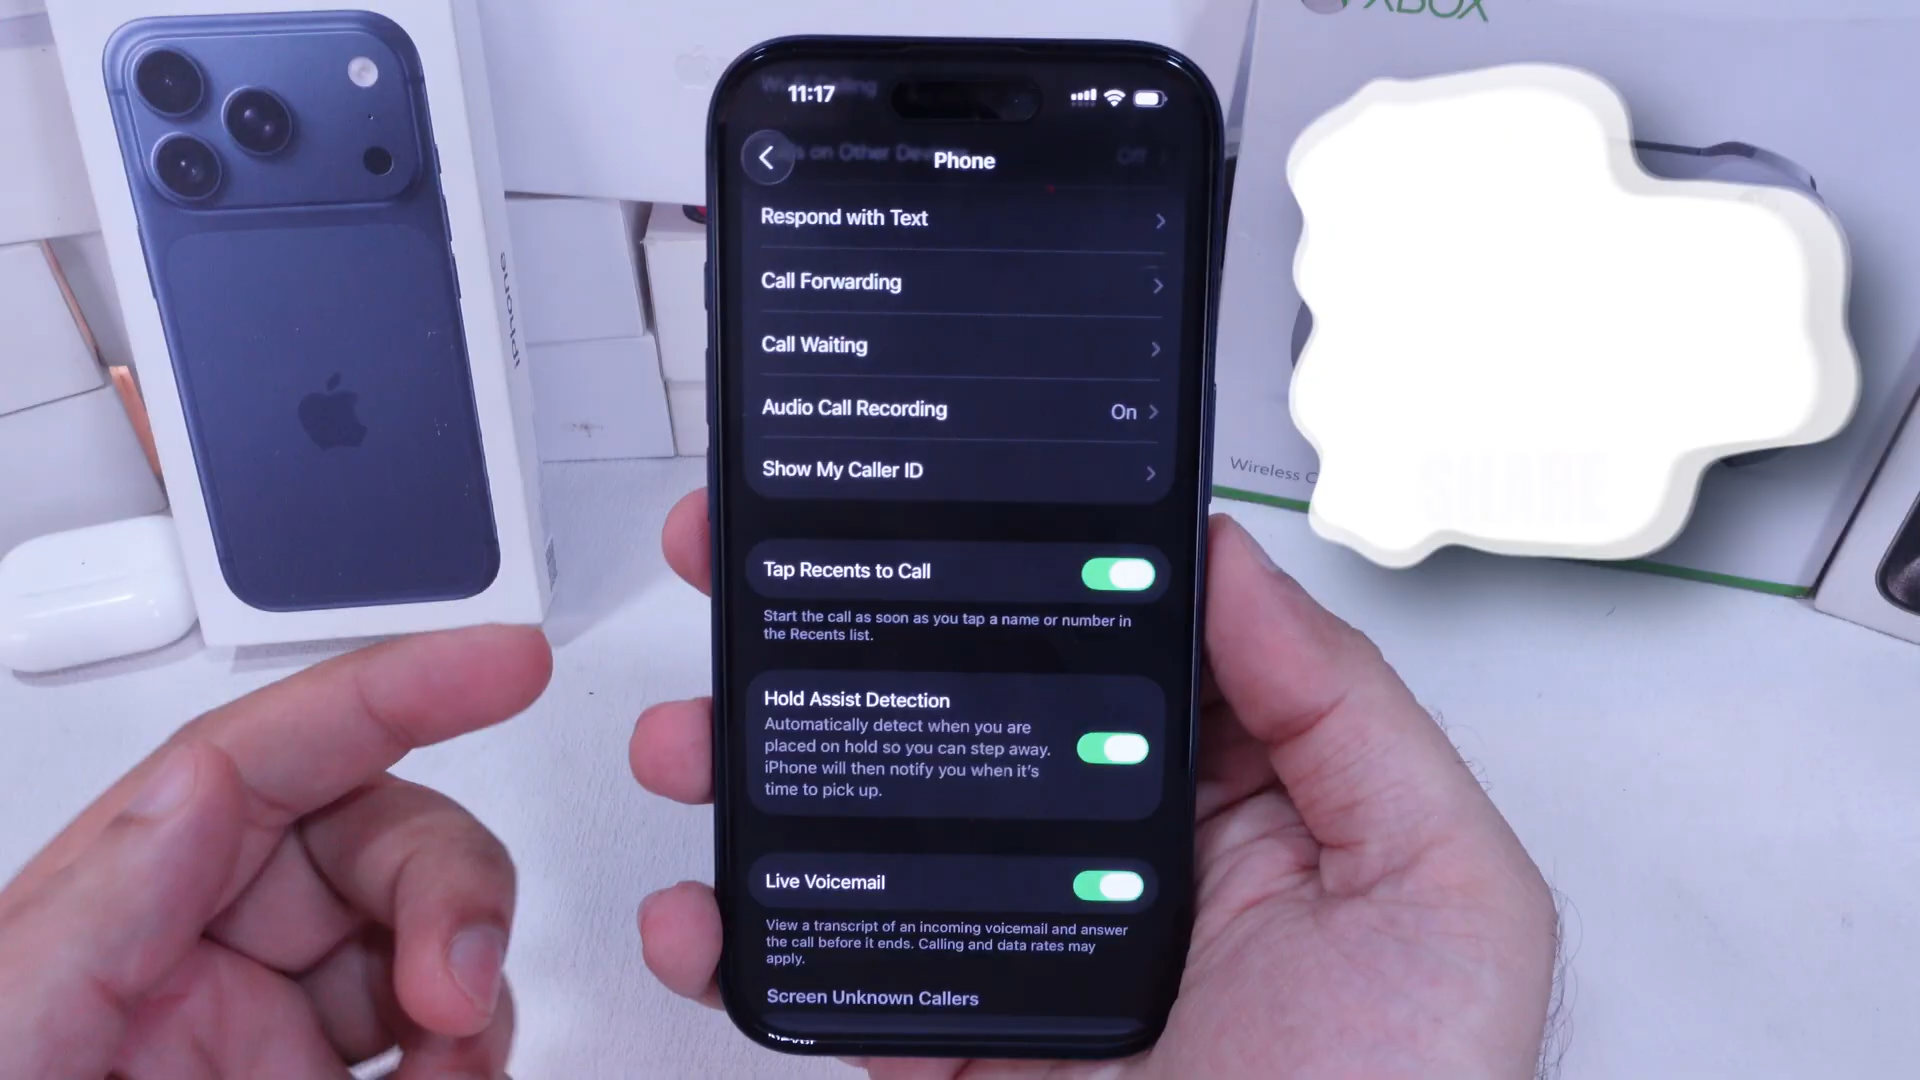 XBOX
11:17
Phone
Respond with Text
Call Forwarding
Call Waiting
Audio Call Recording On
Show My Caller ID
Tap Recents to Call
Start the call as soon as you tap a name or number in
the Recents list.
Hold Assist Detection
Automatically detect when you are
placed on hold so you can step away.
iPhone will then notify you when it's
time to pick up.
Live Voicemail
View a transcript of an incoming voicemail and answer
the call before it ends. Calling and data rates may
apply.
Screen Unknown Callers
Never
iPhone
Wireless
SHARE